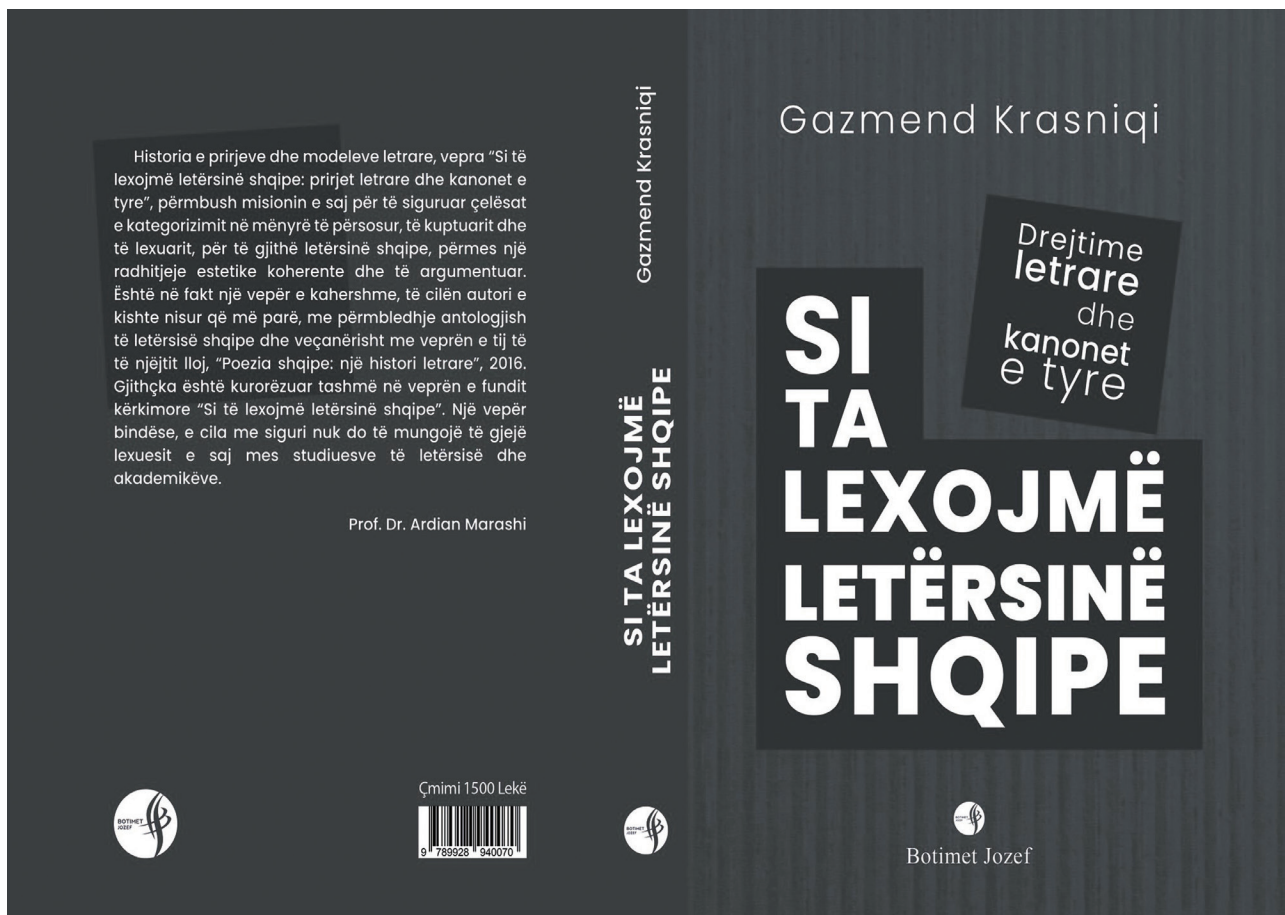 Historia e prirjeve dhe modeleve letrare, vepra “Si të
lexojmë letërsinë shqipe: prirjet letrare dhe kanonet e
tyre”, përmbush misionin e saj për të siguruar çelësat
e kategorizimit në mënyrë të përsosur, të kuptuarit dhe
të lexuarit, për të gjithë letërsinë shqipe, përmes një
radhitjeje estetike koherente dhe të argumentuar.
Është në fakt një vepër e kahershme, të cilën autori e
kishte nisur që më parë, me përmbledhje antologjish
të letërsisë shqipe dhe veçanërisht me veprën e tij të
të njëjtit lloj, “Poezia shqipe: një histori letrare”, 2016.
Gjithçka është kurorëzuar tashmë në veprën e fundit
kërkimore “Si të lexojmë letërsinë shqipe”. Një vepër
bindëse, e cila me siguri nuk do të mungojë të gjejë
lexuesit e saj mes studiuesve të letërsisë dhe
akademikëve.
Prof. Dr. Ardian Marashi
BOTIMET
JOZEF
Çmimi 1500 Lekë
9 789928 940070
Gazmend Krasniqi
SI TA LEXOJMË
LETËRSINË SHQIPE
BOTIMET
JOZEF
Gazmend Krasniqi
Drejtime
letrare
dhe
kanonet
e tyre
SI
TA
LEXOJMË
LETËRSINË
SHQIPE
BOTIMET
JOZEF
Botimet Jozef